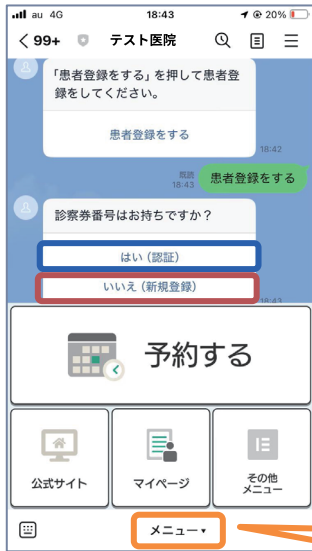 au 4G 18:43 20%
99+ テスト医院
「患者登録をする」を押して患者登
録をしてください。
患者登録をする
18:42
既読
18:43
患者登録をする
診察券番号はお持ちですか？
はい（認証）
いいえ（新規登録）
18:43
予約する
公式サイト
マイページ
その他
メニュー
メニュー▾